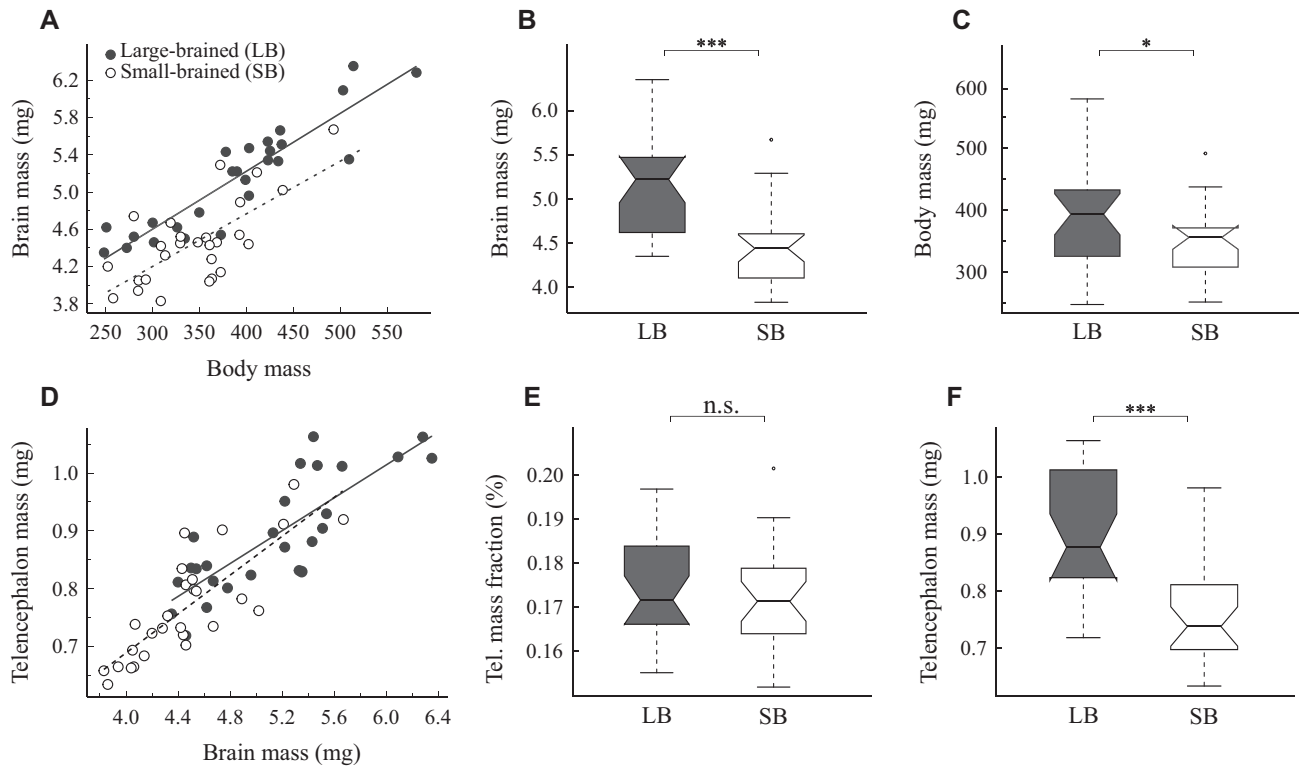 A
Large-brained (LB)
Small-brained (SB)
Brain mass (mg)
6.2
5.8
5.4
5.0
4.6
4.2
3.8
250 300 350 400 450 500 550
Body mass
B
***
Brain mass (mg)
6.0
5.5
5.0
4.5
4.0
LB SB
C
*
Body mass (mg)
600
500
400
300
LB SB
D
Telencephalon mass (mg)
1.0
0.9
0.8
0.7
4.0 4.4 4.8 5.2 5.6 6.0 6.4
Brain mass (mg)
E
n.s.
Tel. mass fraction (%)
0.20
0.19
0.18
0.17
0.16
LB SB
F
***
Telencephalon mass (mg)
1.0
0.9
0.8
0.7
LB SB